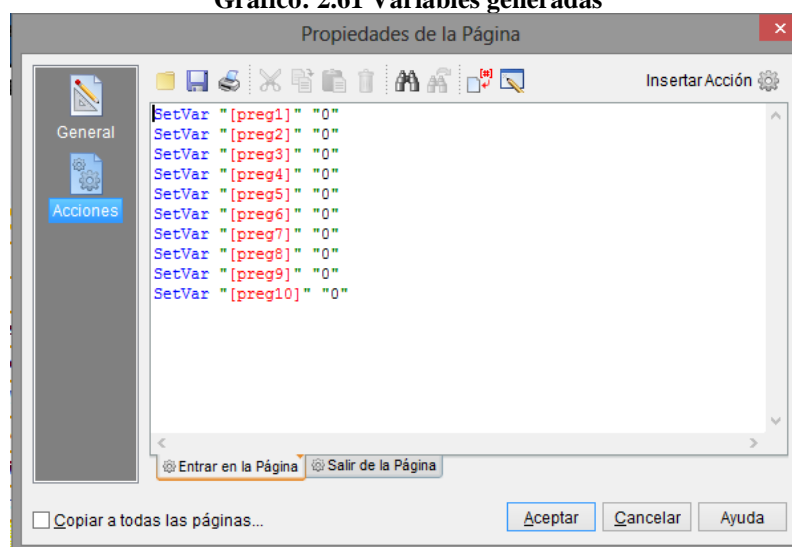 Gráfico: 2.61 Variables generadas
Propiedades de la Página
Insertar Acción
General
Acciones
SetVar "[preg1]" "0"
SetVar "[preg2]" "0"
SetVar "[preg3]" "0"
SetVar "[preg4]" "0"
SetVar "[preg5]" "0"
SetVar "[preg6]" "0"
SetVar "[preg7]" "0"
SetVar "[preg8]" "0"
SetVar "[preg9]" "0"
SetVar "[preg10]" "0"
Entrar en la Página Salir de la Página
Copiar a todas las páginas...
Aceptar Cancelar Ayuda